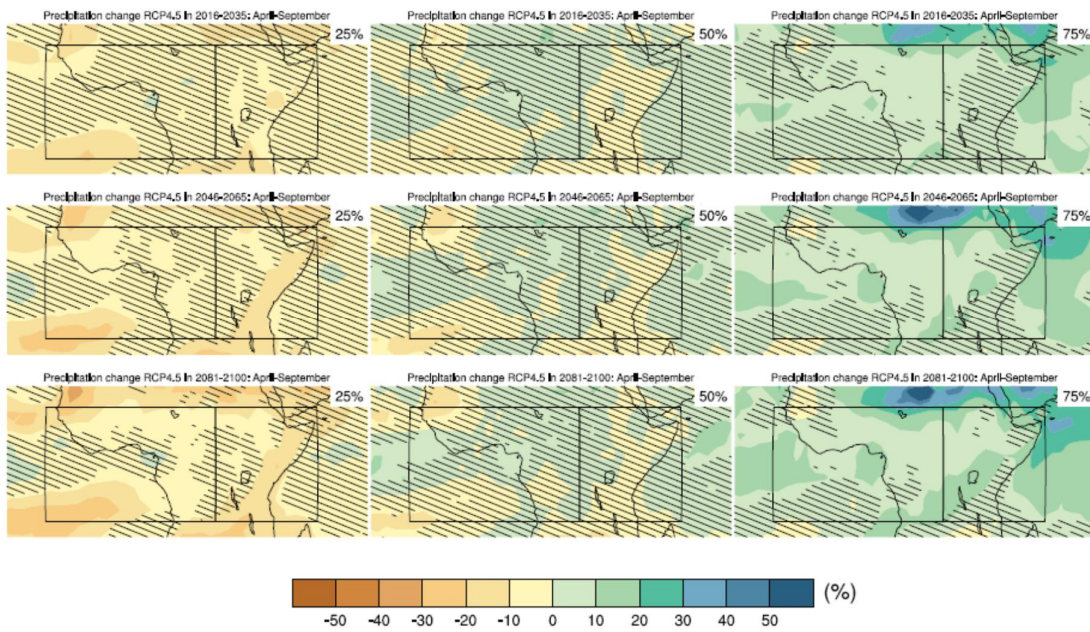 Precipitation change RCP4.5 in 2016-2035: April-September
25%
Precipitation change RCP4.5 in 2016-2035: April-September
50%
Precipitation change RCP4.5 in 2016-2035: April-September
75%
Precipitation change RCP4.5 in 2046-2065: April-September
25%
Precipitation change RCP4.5 in 2046-2065: April-September
50%
Precipitation change RCP4.5 in 2046-2065: April-September
75%
Precipitation change RCP4.5 in 2081-2100: April-September
25%
Precipitation change RCP4.5 in 2081-2100: April-September
50%
Precipitation change RCP4.5 in 2081-2100: April-September
75%
(%)
-50 -40 -30 -20 -10 0 10 20 30 40 50